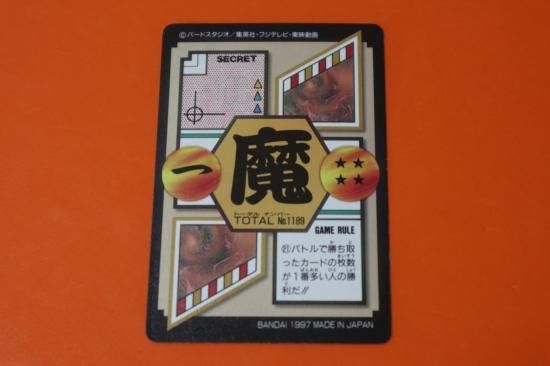 ©バードスタジオ／集英社・フジテレビ・東映動画
SECRET
一
魔
トータル ナンバー
TOTAL No.1189
GAME RULE
㉑バトルで勝ち取
ったカードの枚数
が1番多い人の勝
利だ!!
BANDAI 1997 MADE IN JAPAN